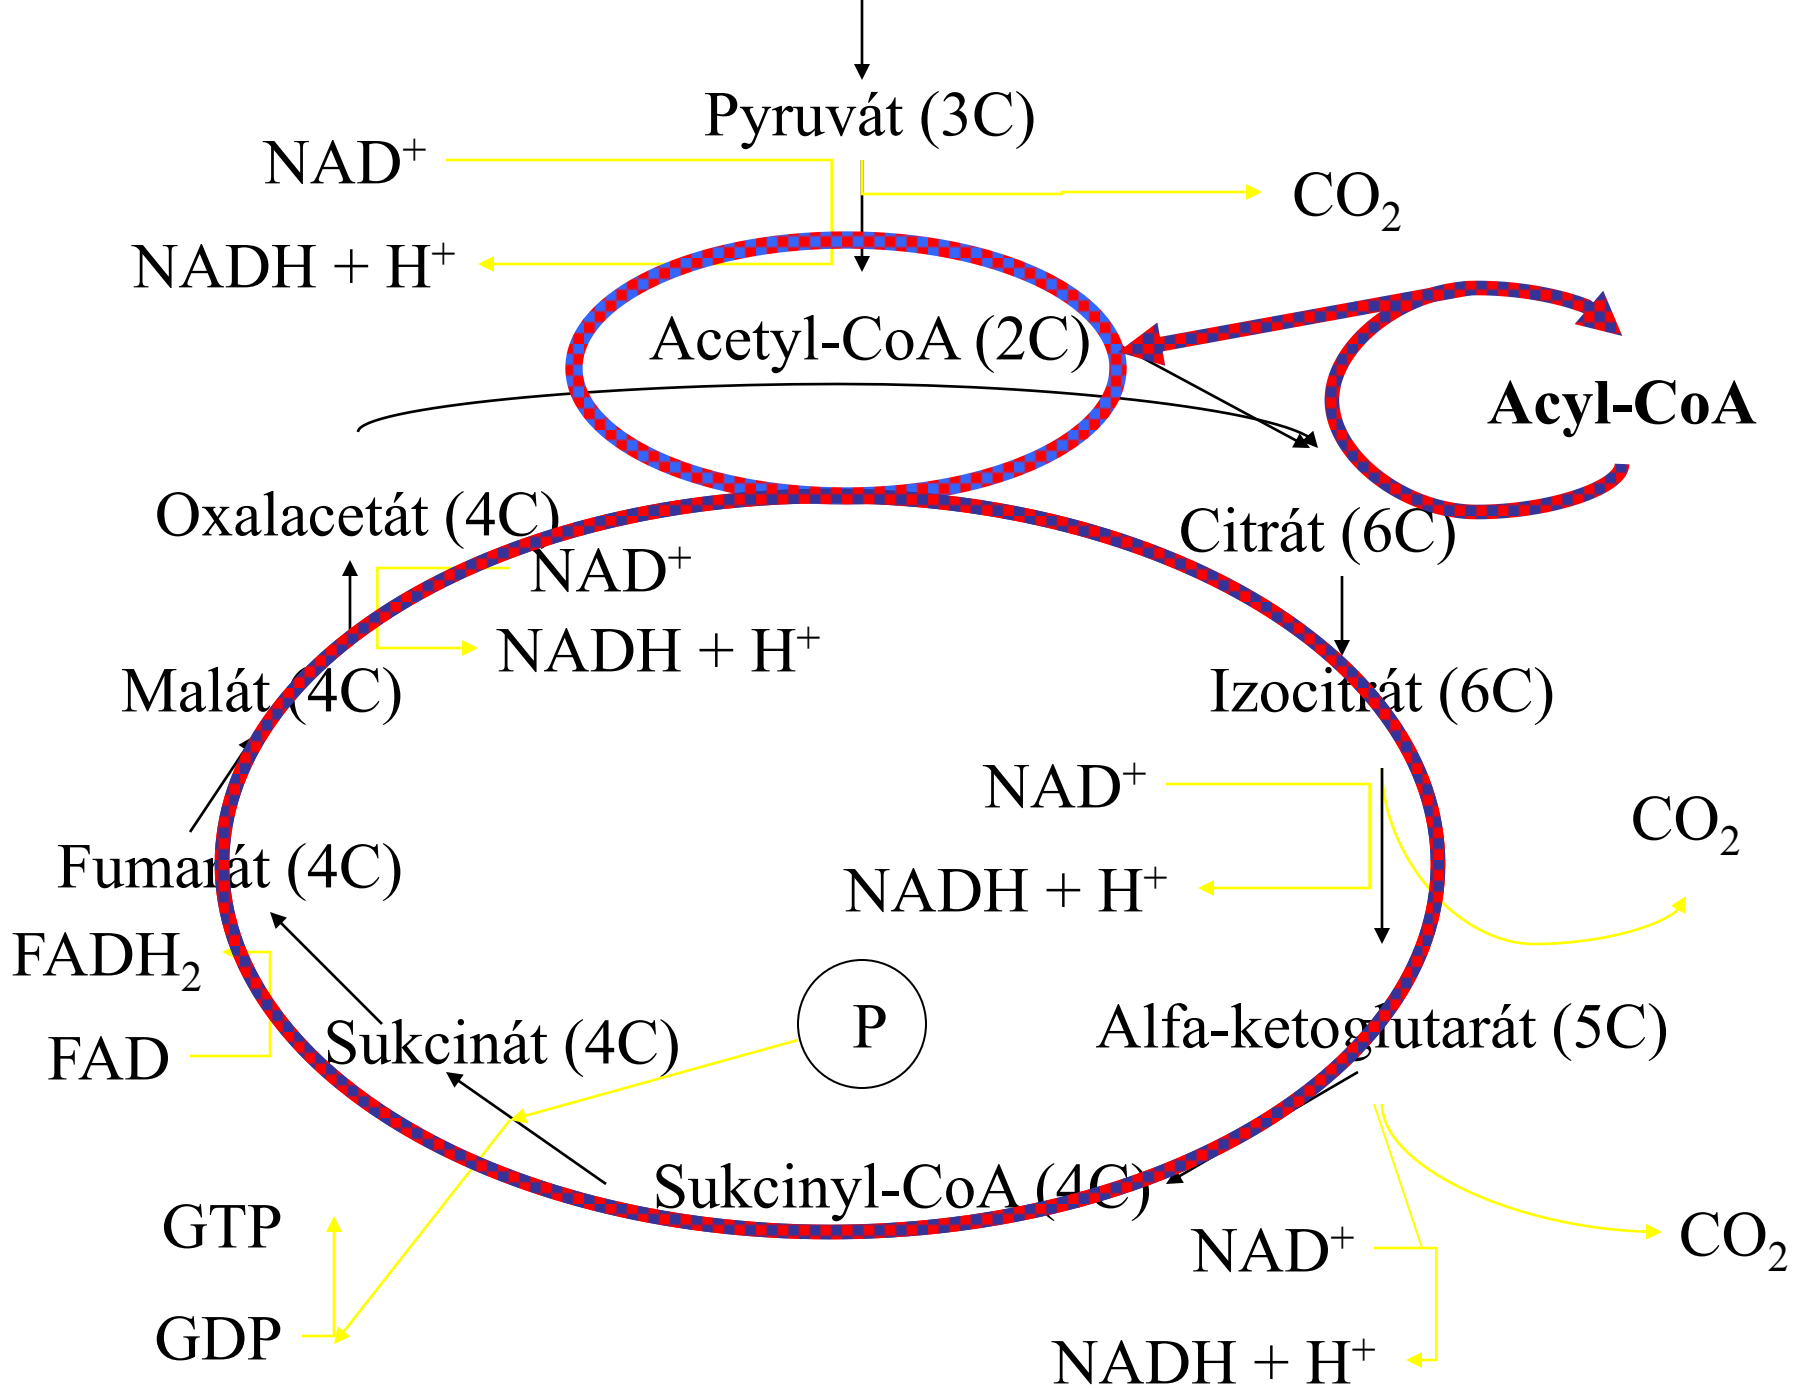 Pyruvát (3C)
NAD⁺
CO₂
NADH + H⁺
Acetyl-CoA (2C)
Acyl-CoA
Oxalacetát (4C)
Citrát (6C)
NAD⁺
NADH + H⁺
Malát (4C)
Izocitrát (6C)
NAD⁺
CO₂
Fumarát (4C)
NADH + H⁺
FADH₂
P
Alfa-ketoglutarát (5C)
FAD
Sukcinát (4C)
Sukcinyl-CoA (4C)
GTP
NAD⁺
CO₂
GDP
NADH + H⁺